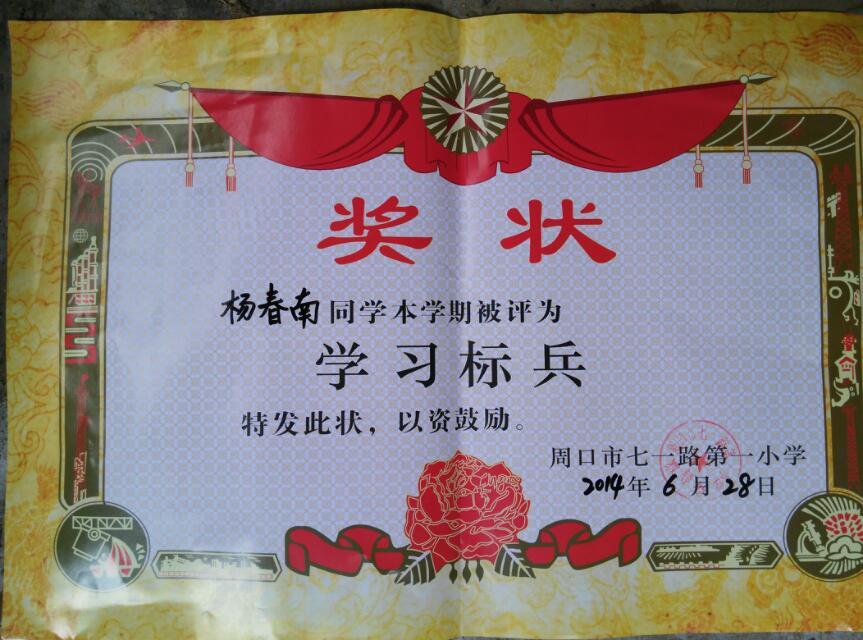 奖 状
杨春南同学本学期被评为
学习标兵
特发此状，以资鼓励。
周口市七一路第一小学
2014年6月28日